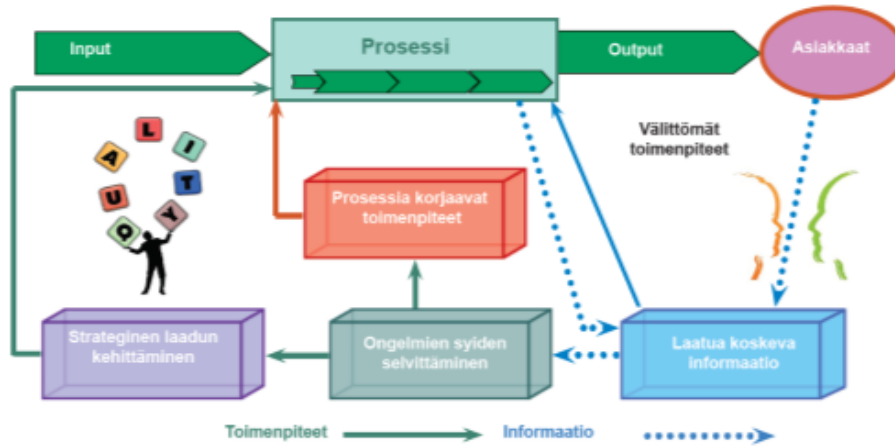 Input
Prosessi
Output
Asiakkaat
Välittömät
toimenpiteet
L
A
I
U
T
Q
Y
Prosessia korjaavat
toimenpiteet
Strateginen laadun
kehittäminen
Ongelmien syiden
selvittäminen
Laatua koskeva
informaatio
Toimenpiteet
Informaatio